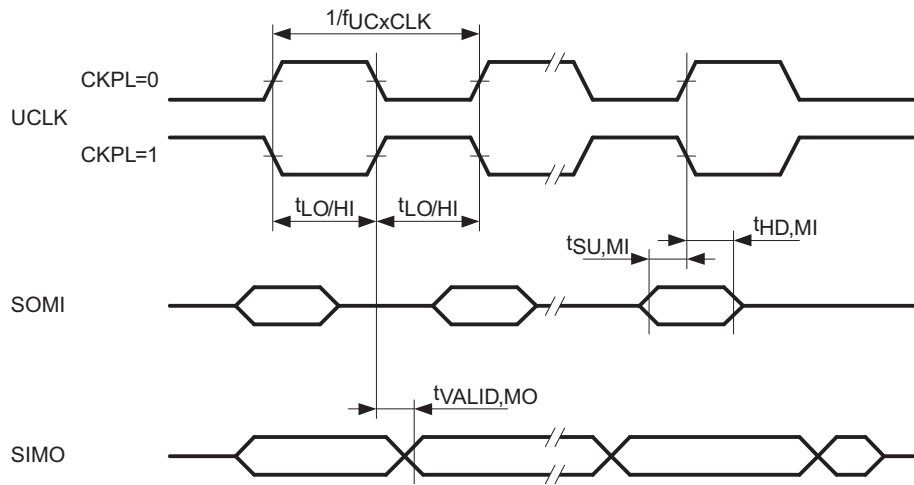 1/fUCxCLK
CKPL=0
UCLK
CKPL=1
tLO/HI tLO/HI
tHD,MI
tSU,MI
SOMI
tVALID,MO
SIMO